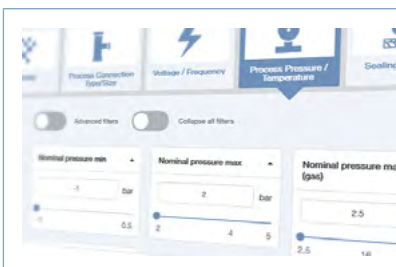 Process Connection
Type/Size
Voltage / Frequency
Process Pressure /
Temperature
Sealing
Advanced filters
Collapse all filters
Nominal pressure min
Nominal pressure max
Nominal pressure ma
(gas)
bar
2
bar
2.5
0.5
2
4
5
2.5
16